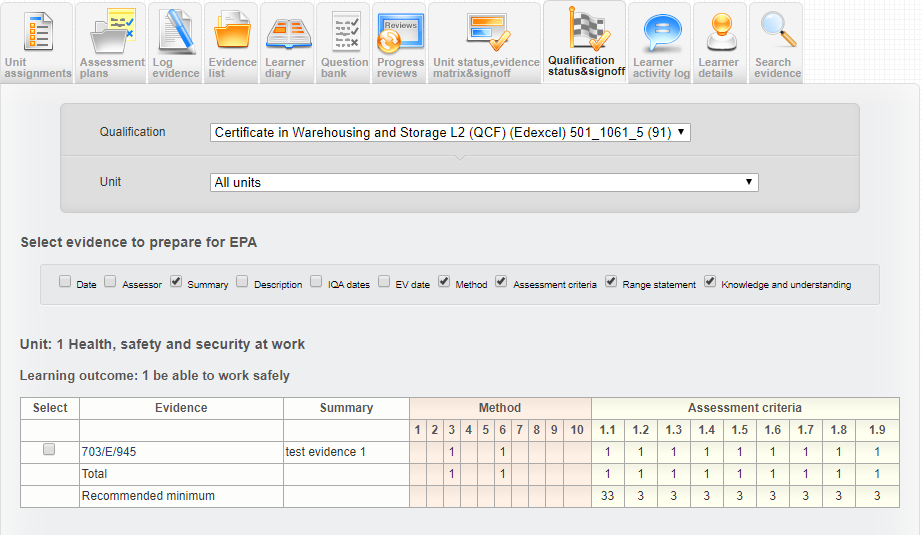 Unit assignments
Assessment plans
Log evidence
Evidence list
Learner diary
Question bank
Reviews
Progress reviews
Unit status,evidence matrix&signoff
Qualification status&signoff
Learner activity log
Learner details
Search evidence
Qualification Certificate in Warehousing and Storage L2 (QCF) (Edexcel) 501_1061_5 (91)
Unit All units
Select evidence to prepare for EPA
Date Assessor Summary Description IQA dates EV date Method Assessment criteria Range statement Knowledge and understanding
Unit: 1 Health, safety and security at work
Learning outcome: 1 be able to work safely
Select Evidence Summary Method Assessment criteria
1 2 3 4 5 6 7 8 9 10 1.1 1.2 1.3 1.4 1.5 1.6 1.7 1.8 1.9
703/E/945 test evidence 1 1 1 1 1 1 1 1 1 1 1 1
Total 1 1 1 1 1 1 1 1 1 1 1
Recommended minimum 33 3 3 3 3 3 3 3 3